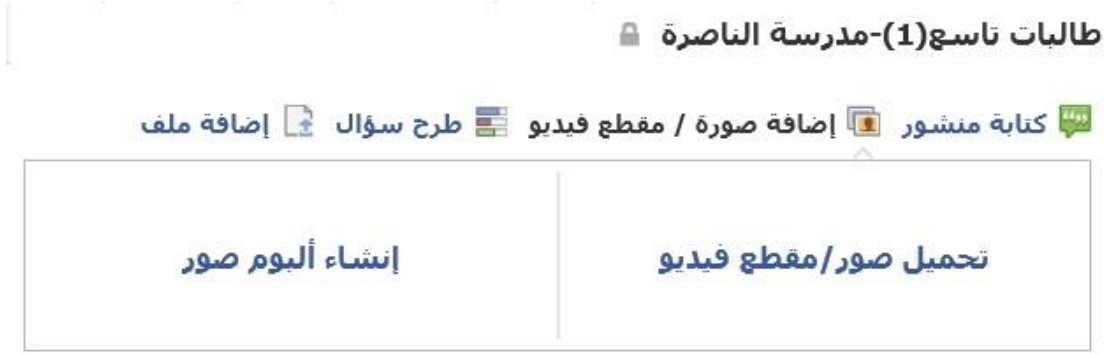 طالبات تاسع(1)-مدرسة الناصرة
كتابة منشور إضافة صورة / مقطع فيديو طرح سؤال إضافة ملف
تحميل صور/مقطع فيديو إنشاء ألبوم صور